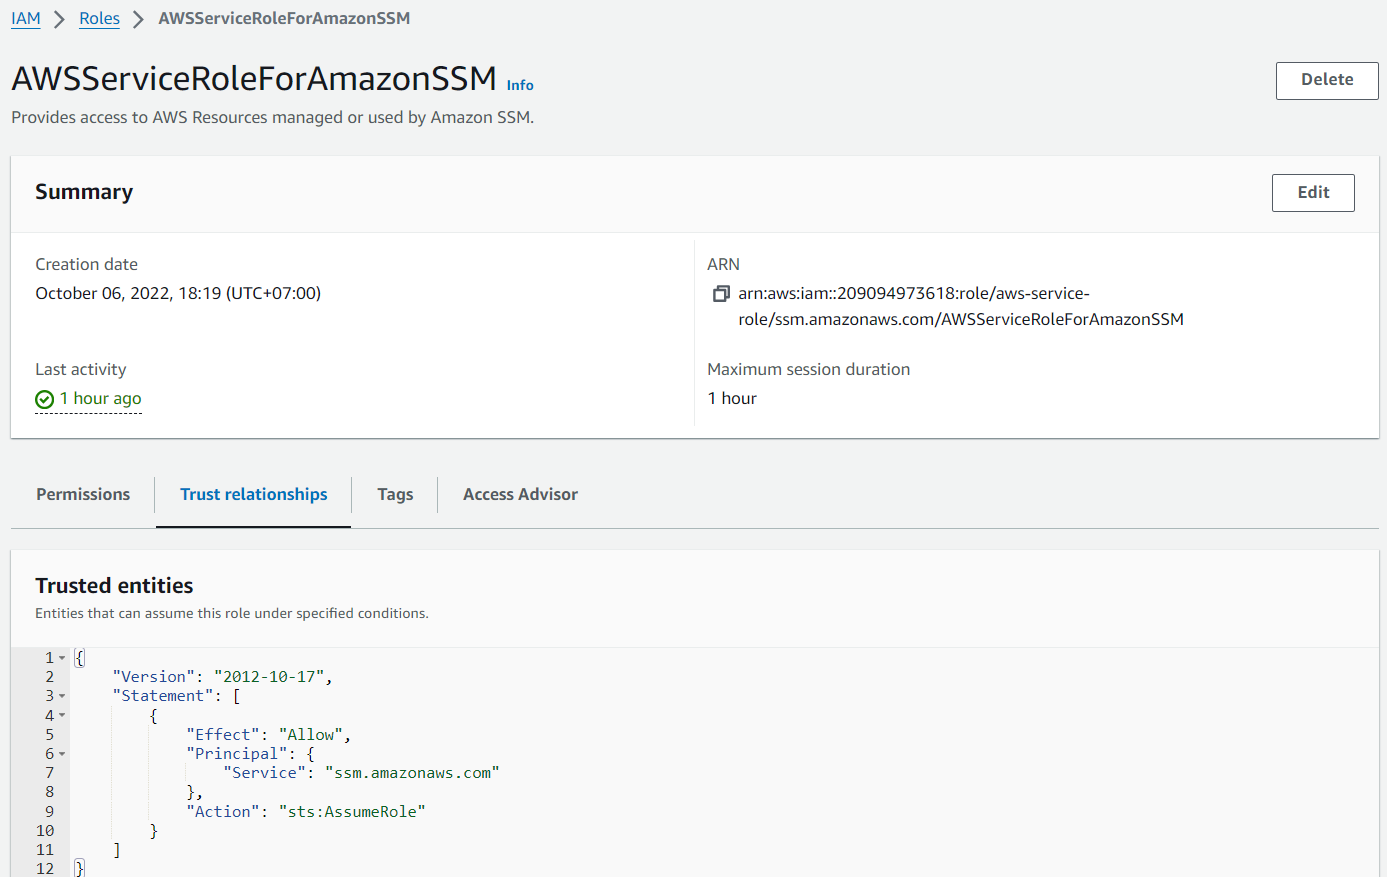 IAM > Roles > AWSServiceRoleForAmazonSSM
AWSServiceRoleForAmazonSSM Info
Delete
Provides access to AWS Resources managed or used by Amazon SSM.
Summary
Edit
Creation date
October 06, 2022, 18:19 (UTC+07:00)
ARN
arn:aws:iam::209094973618:role/aws-service-
role/ssm.amazonaws.com/AWSServiceRoleForAmazonSSM
Last activity
1 hour ago
Maximum session duration
1 hour
Permissions
Trust relationships
Tags
Access Advisor
Trusted entities
Entities that can assume this role under specified conditions.
1 {
2     "Version": "2012-10-17",
3     "Statement": [
4         {
5             "Effect": "Allow",
6             "Principal": {
7                 "Service": "ssm.amazonaws.com"
8             },
9             "Action": "sts:AssumeRole"
10         }
11     ]
12 }